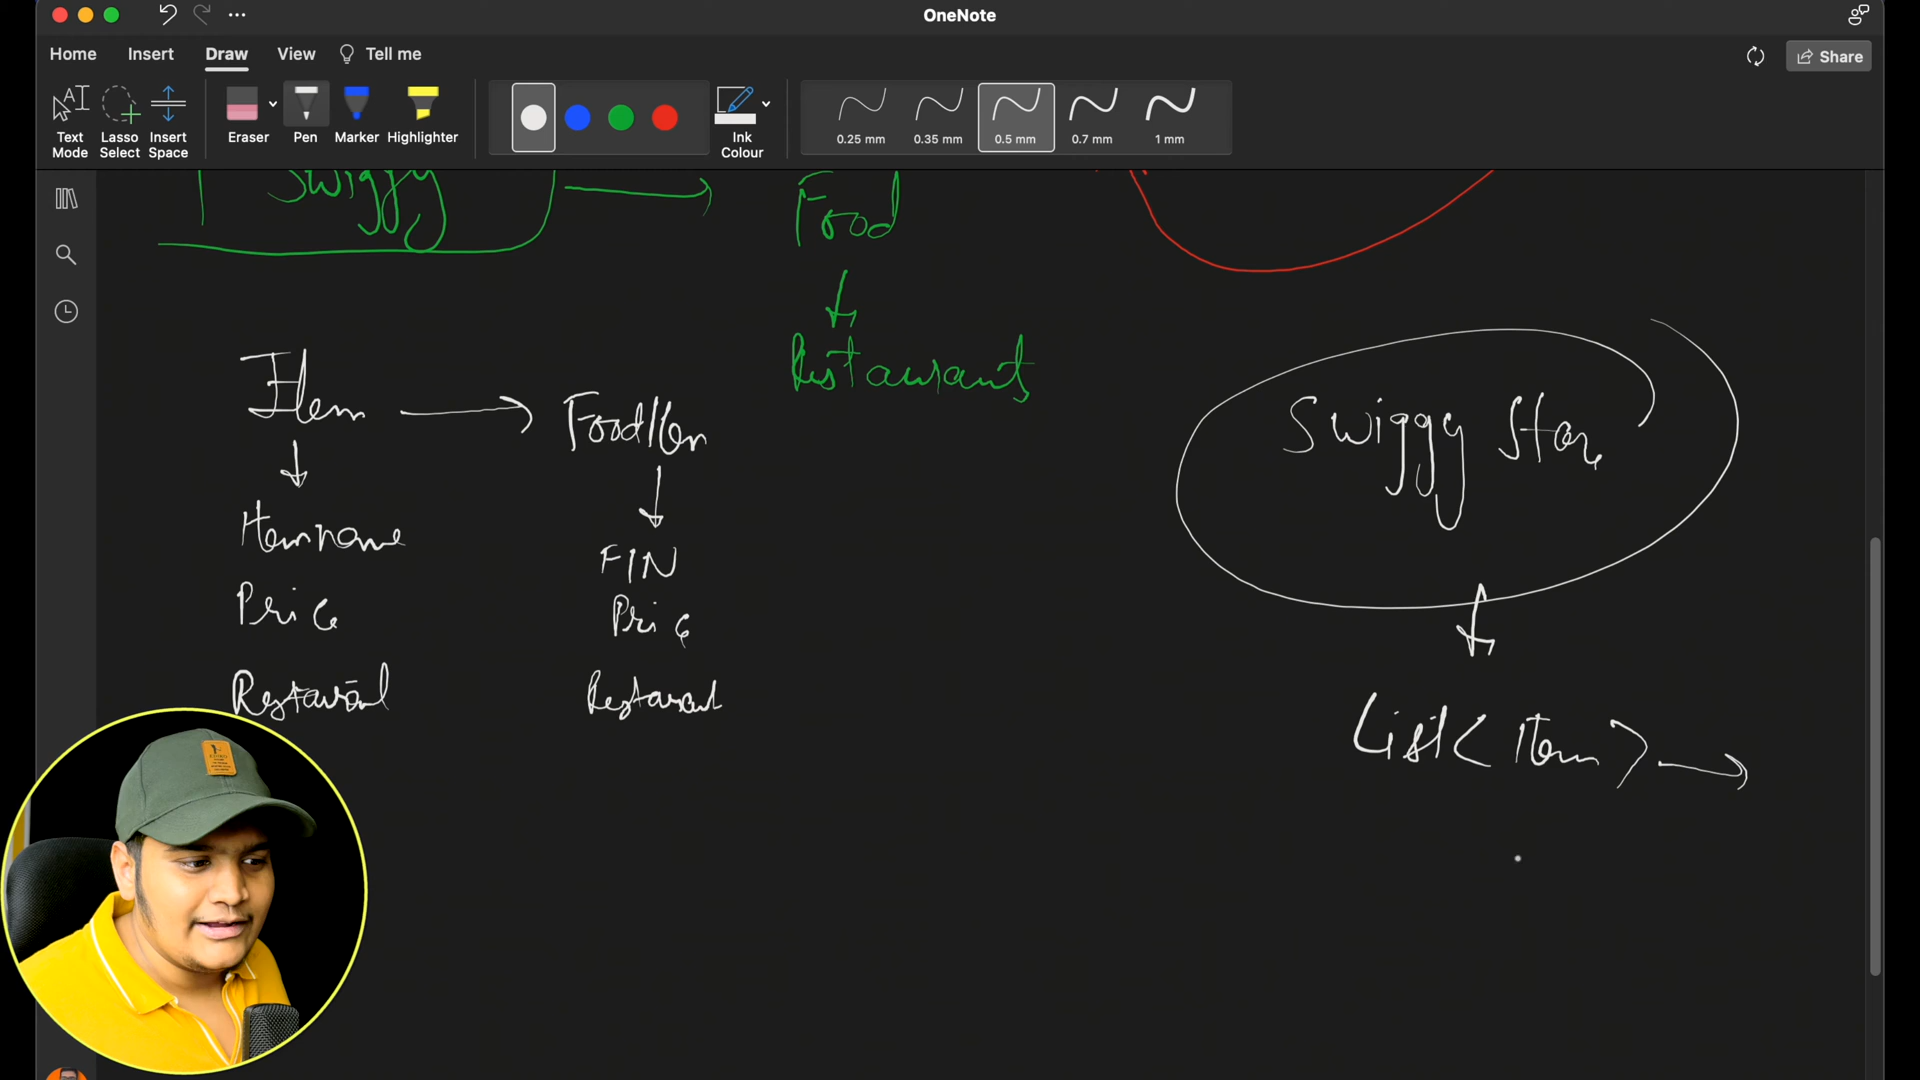 OneNote
Home Insert Draw View Tell me
Share
Text Mode
Lasso Select
Insert Space
Eraser
Pen
Marker
Highlighter
Ink Colour
0.25 mm
0.35 mm
0.5 mm
0.7 mm
1 mm
Swiggy
Food
Restaurants
Item
FoodItem
Itemname
Price
Restaurant
FIN
Price
Restaurant
Swiggy Store
List<Item>